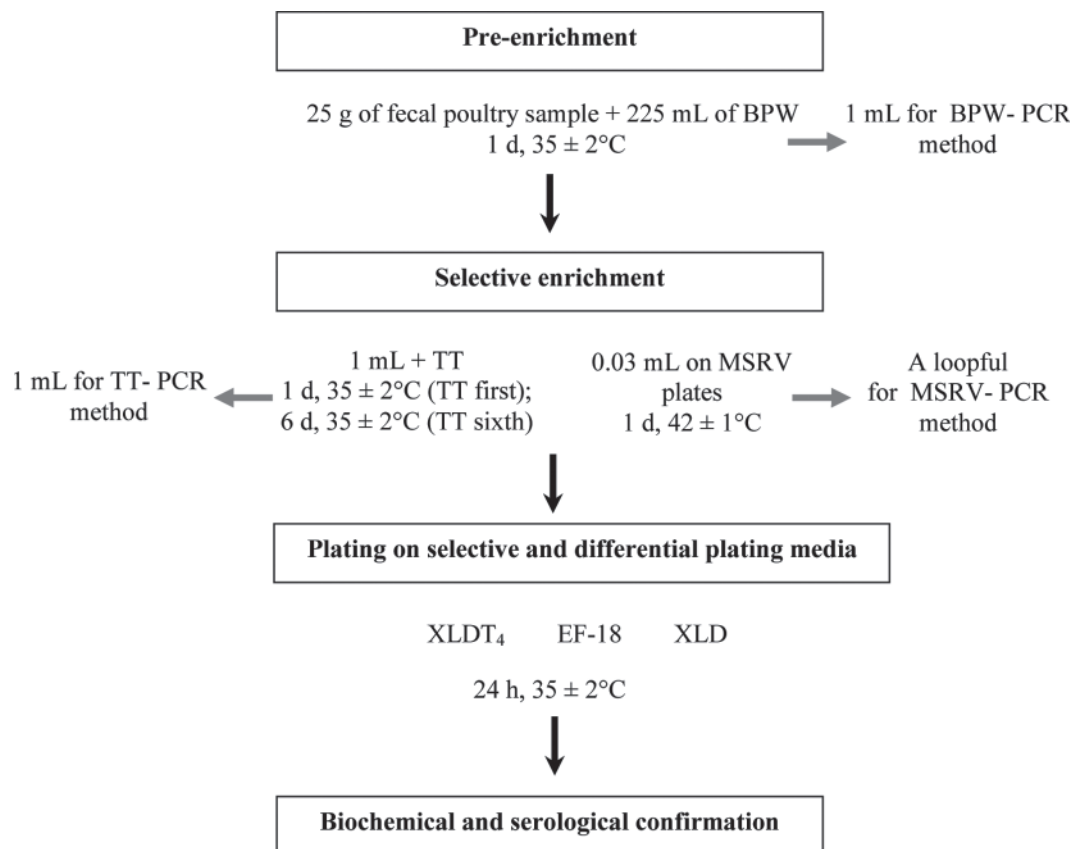 Pre-enrichment
25 g of fecal poultry sample + 225 mL of BPW
1 d, 35 ± 2°C
1 mL for BPW- PCR
method
Selective enrichment
1 mL for TT- PCR
method
1 mL + TT
1 d, 35 ± 2°C (TT first);
6 d, 35 ± 2°C (TT sixth)
0.03 mL on MSRV
plates
1 d, 42 ± 1°C
A loopful
for MSRV- PCR
method
Plating on selective and differential plating media
XLDT₄ EF-18 XLD
24 h, 35 ± 2°C
Biochemical and serological confirmation